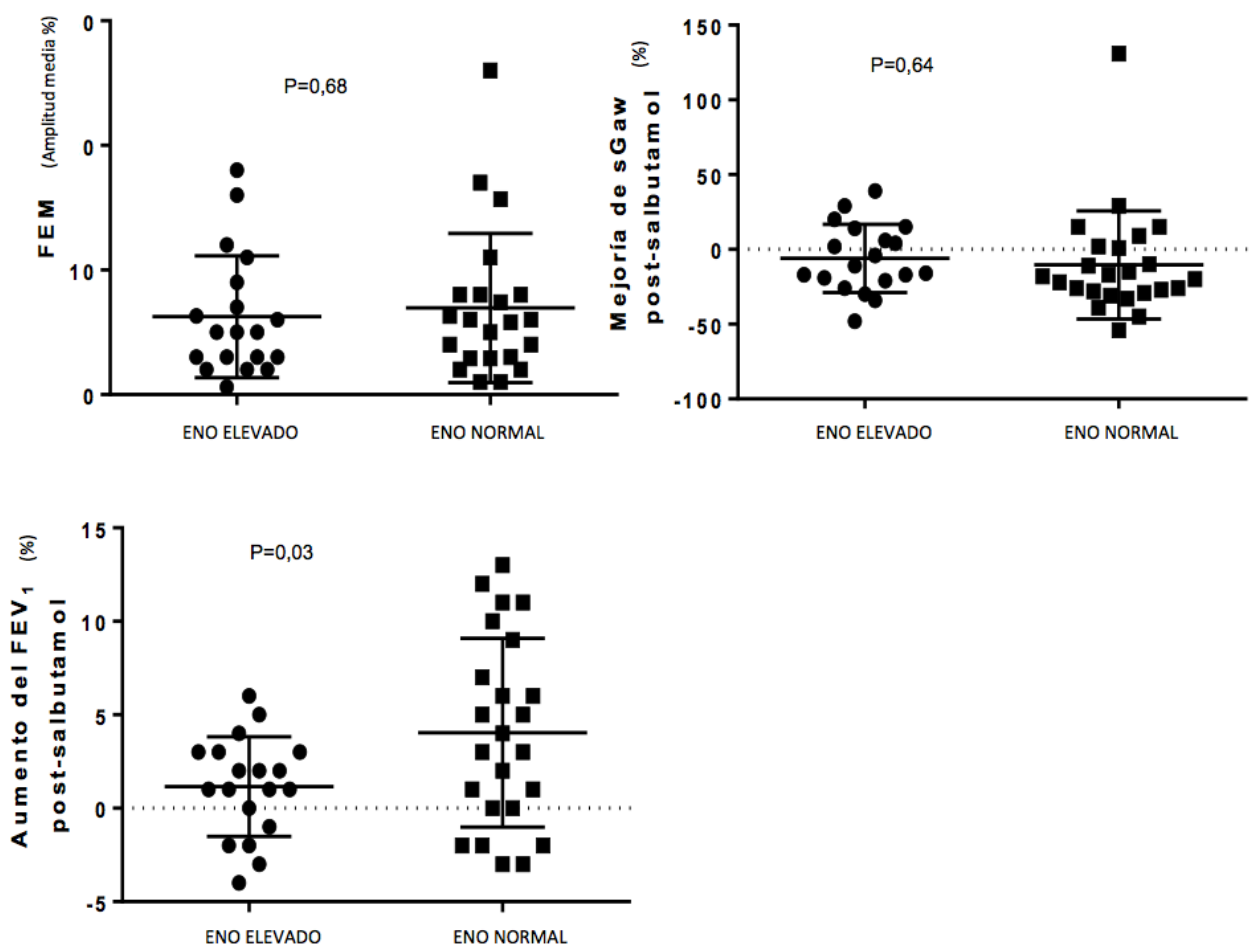 FEM (Amplitud media %)
0
0
10
0
P=0,68
ENO ELEVADO
ENO NORMAL
Mejoría de sGaw (%)
post-salbutamol
150
100
50
0
-50
-100
P=0,64
ENO ELEVADO
ENO NORMAL
Aumento del FEV1 (%)
post-salbutamol
15
10
5
0
-5
P=0,03
ENO ELEVADO
ENO NORMAL